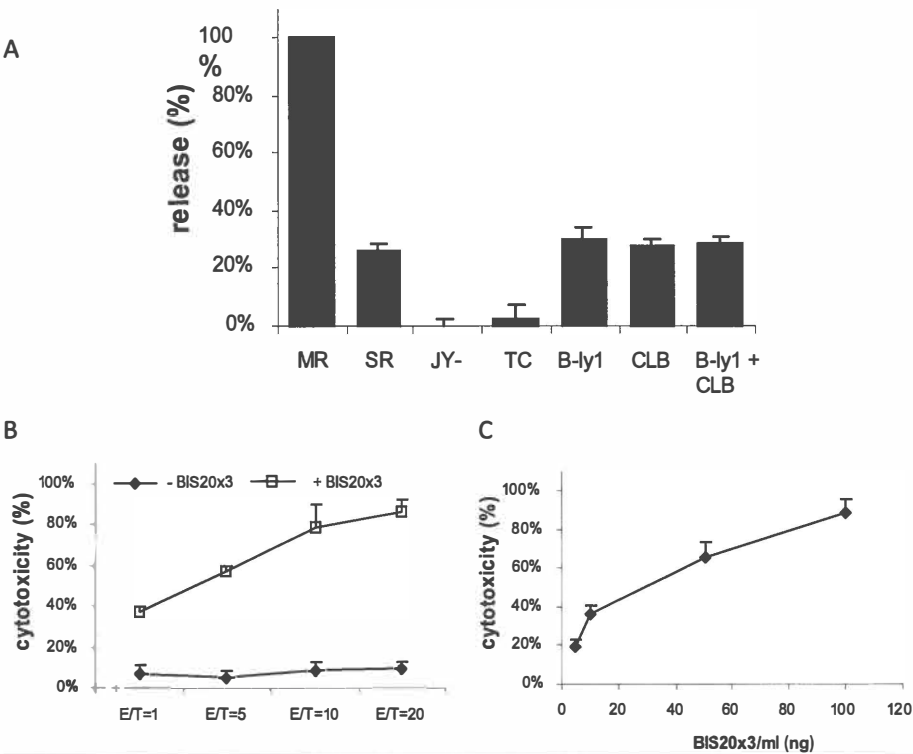 A
release (%)
100
%
80%
60%
40%
20%
0%
MR SR JY- TC B-ly1 CLB B-ly1 +
CLB
B
cytotoxicity (%)
- BIS20x3 + BIS20x3
100%
80%
60%
40%
20%
0%
E/T=1 E/T=5 E/T=10 E/T=20
C
cytotoxicity (%)
100%
80%
60%
40%
20%
0%
0 20 40 60 80 100 120
BIS20x3/ml (ng)